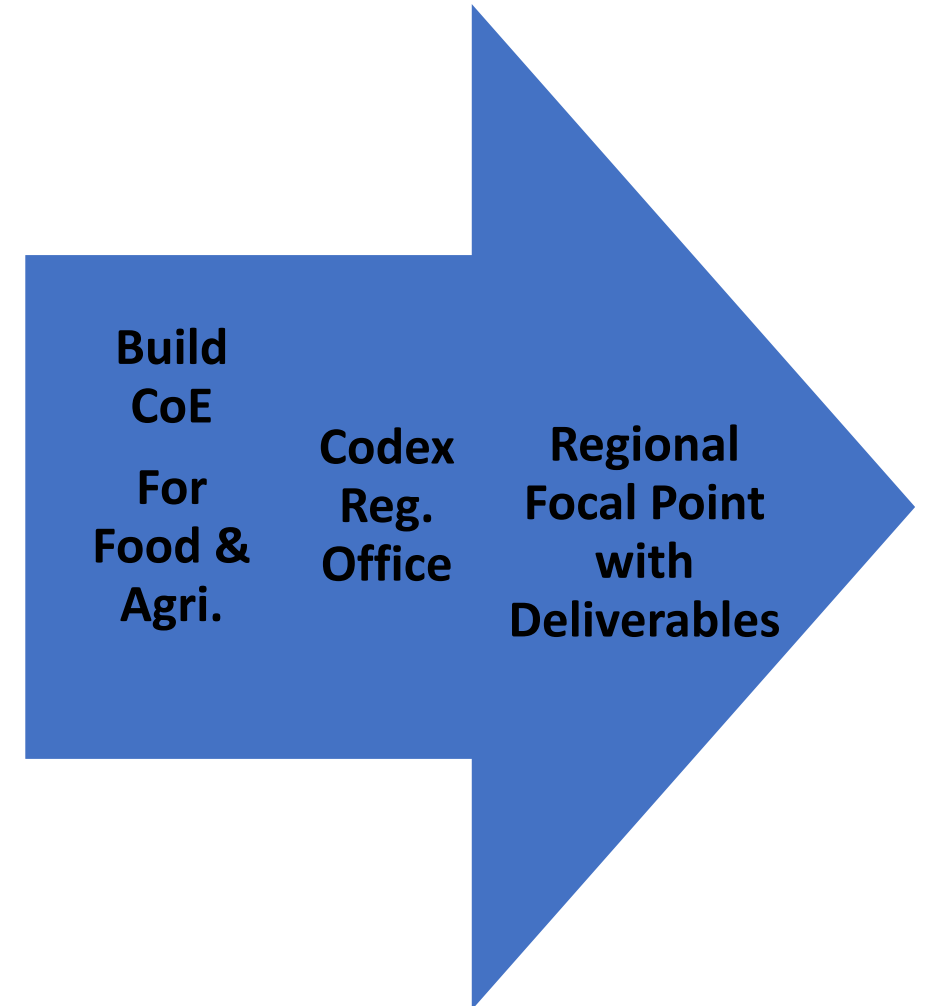 Build
CoE
For
Food &
Agri.
Codex
Reg.
Office
Regional
Focal Point
with
Deliverables